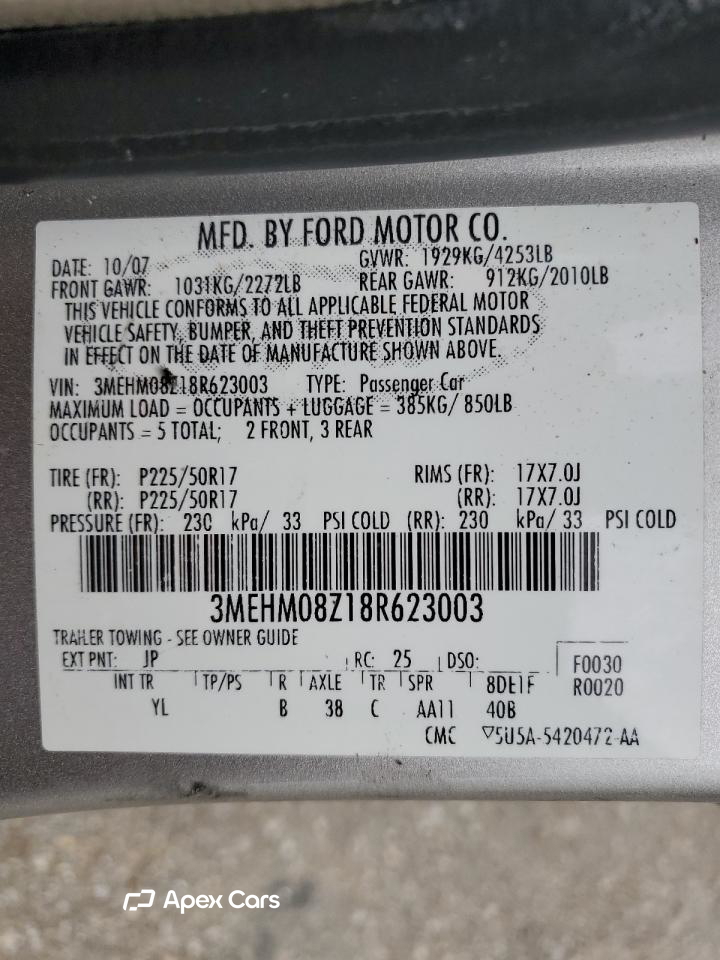 MFD. BY FORD MOTOR CO.
DATE: 10/07 GVWR: 1929KG/4253LB
FRONT GAWR: 1031KG/2272LB REAR GAWR: 912KG/2010LB
THIS VEHICLE CONFORMS TO ALL APPLICABLE FEDERAL MOTOR
VEHICLE SAFETY, BUMPER, AND THEFT PREVENTION STANDARDS
IN EFFECT ON THE DATE OF MANUFACTURE SHOWN ABOVE.
VIN: 3MEHM08Z18R623003 TYPE: Passenger Car
MAXIMUM LOAD = OCCUPANTS + LUGGAGE = 385KG/ 850LB
OCCUPANTS = 5 TOTAL; 2 FRONT, 3 REAR
TIRE (FR): P225/50R17 RIMS (FR): 17X7.0J
(RR): P225/50R17 (RR): 17X7.0J
PRESSURE (FR): 230 kPa/ 33 PSI COLD (RR): 230 kPa/ 33 PSI COLD
3MEHM08Z18R623003
TRAILER TOWING - SEE OWNER GUIDE
EXT PNT: JP RC: 25 DSO: F0030
INT TR TP/PS R AXLE TR SPR 8DE1F R0020
YL B 38 C AA11 40B
CMC ▽5U5A-5420472-AA
Apex Cars